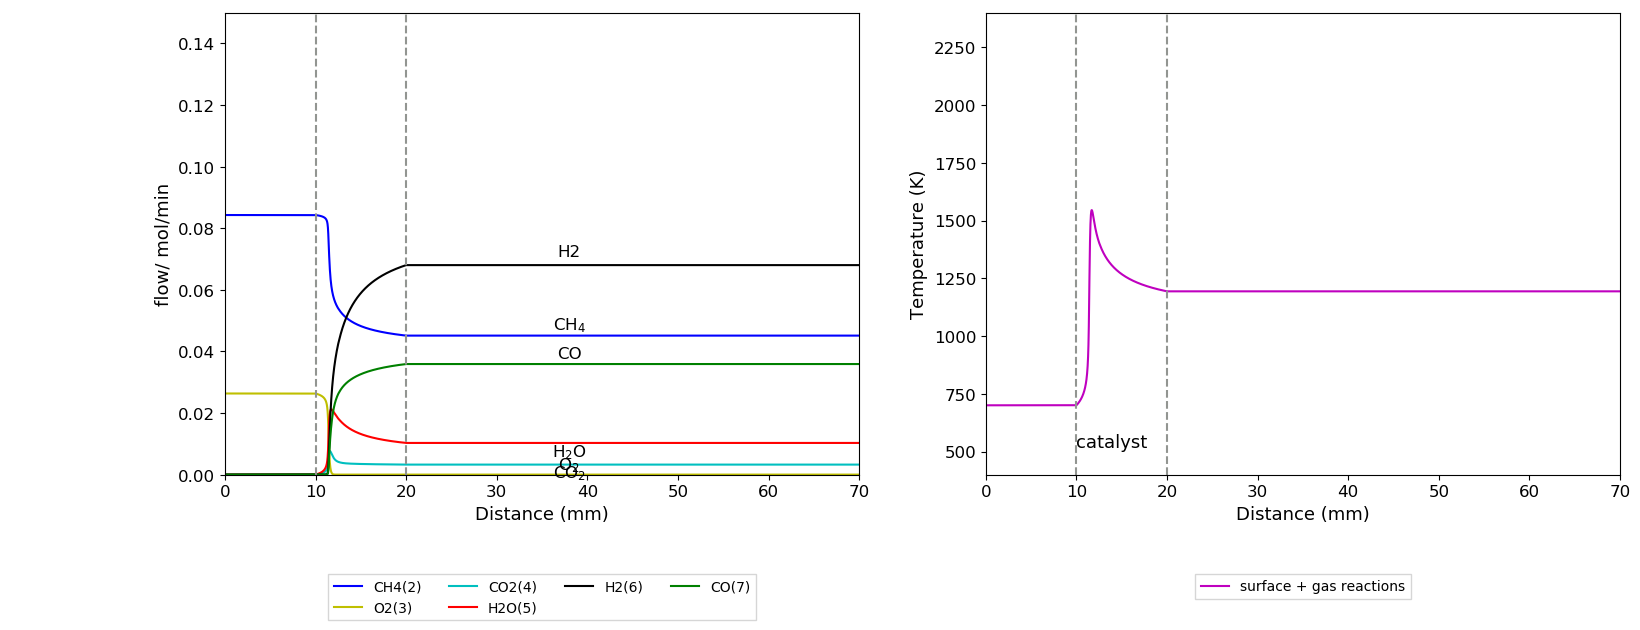 0.14
0.12
0.10
0.08
0.06
0.04
0.02
0.00
flow/ mol/min
H2
CH4
CO
H2O
O2
CO2
0 10 20 30 40 50 60 70
Distance (mm)
CH4(2) CO2(4) H2(6) CO(7)
O2(3) H2O(5)
2250
2000
1750
1500
1250
1000
750
500
Temperature (K)
catalyst
0 10 20 30 40 50 60 70
Distance (mm)
surface + gas reactions